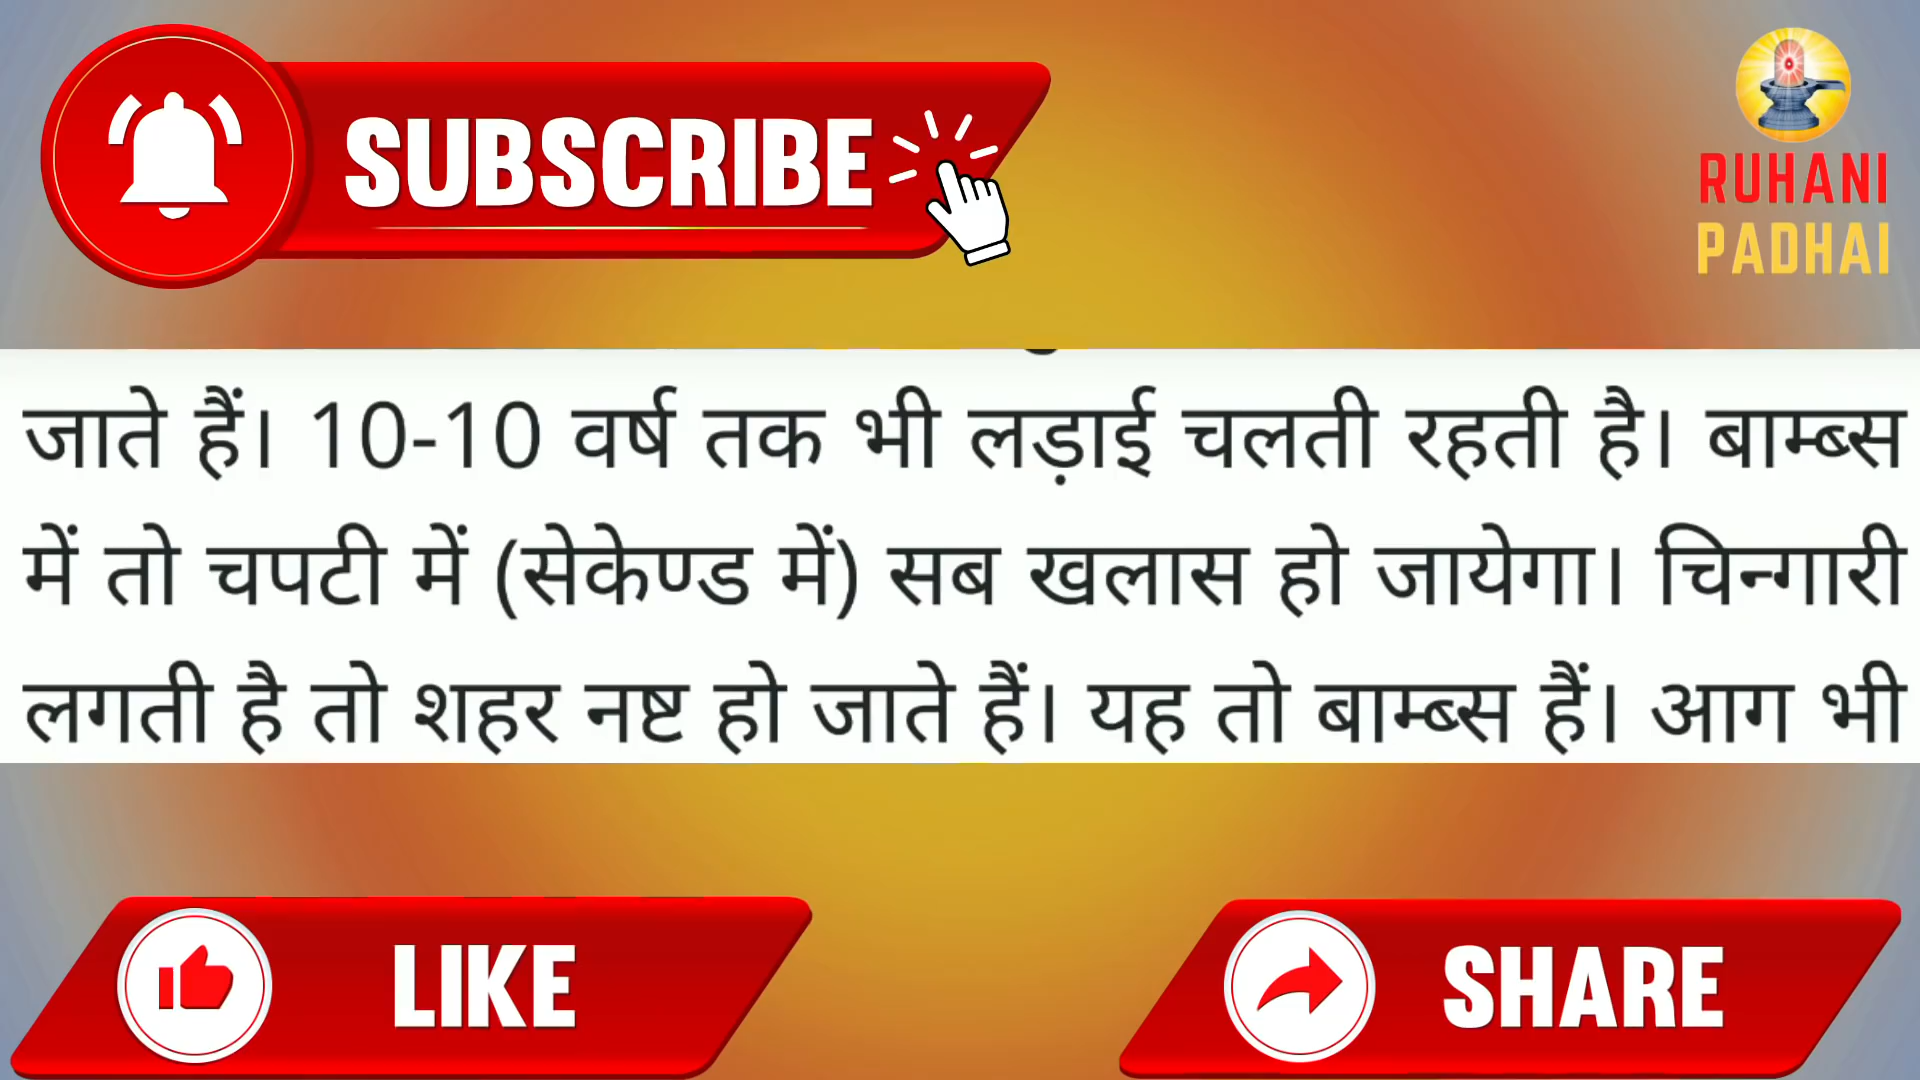 SUBSCRIBE
RUHANI
PADHAI
जाते हैं। 10-10 वर्ष तक भी लड़ाई चलती रहती है। बाम्ब्स
में तो चपटी में (सेकेण्ड में) सब खलास हो जायेगा। चिन्गारी
लगती है तो शहर नष्ट हो जाते हैं। यह तो बाम्ब्स हैं। आग भी
LIKE
SHARE